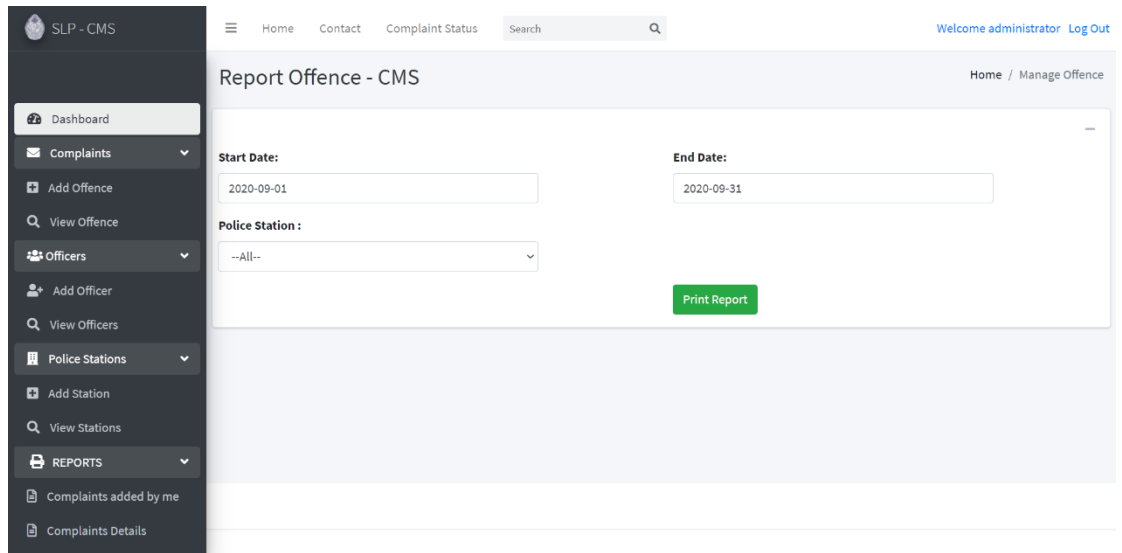 SLP - CMS
Home Contact Complaint Status Search
Welcome administrator Log Out
Report Offence - CMS
Home / Manage Offence
Dashboard
Complaints
Add Offence
View Offence
Officers
Add Officer
View Officers
Police Stations
Add Station
View Stations
REPORTS
Complaints added by me
Complaints Details
Start Date:
End Date:
2020-09-01
2020-09-31
Police Station :
--All--
Print Report